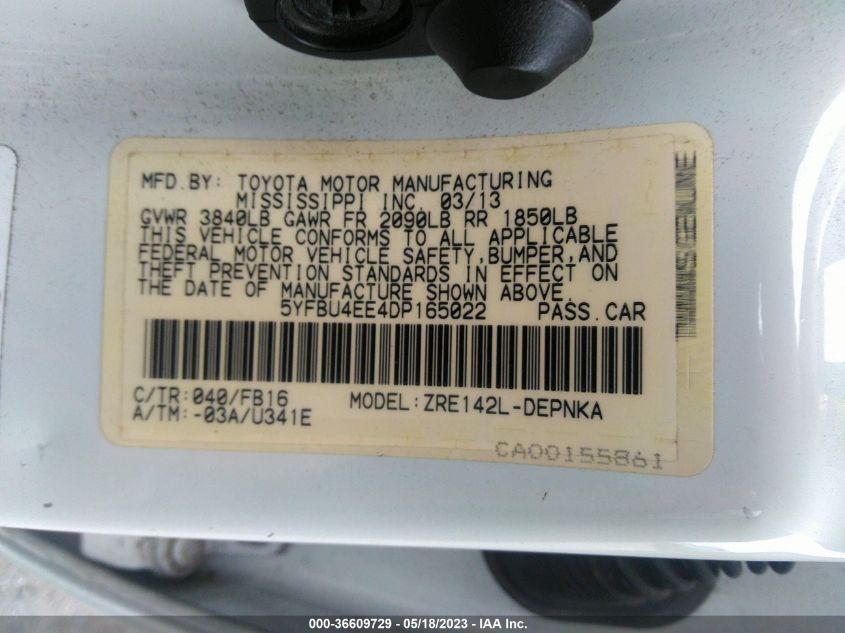 MFD.BY: TOYOTA MOTOR MANUFACTURING
MISSISSIPPI INC. 03/13
GVWR 3840LB GAWR FR 2090LB RR 1850LB
THIS VEHICLE CONFORMS TO ALL APPLICABLE
FEDERAL MOTOR VEHICLE SAFETY,BUMPER,AND
THEFT PREVENTION STANDARDS IN EFFECT ON
THE DATE OF MANUFACTURE SHOWN ABOVE.
5YFBU4EE4DP165022 PASS.CAR
C/TR:040/FB16 MODEL:ZRE142L-DEPNKA
A/TM:-03A/U341E
CA00155861
GENUINE
000-36609729 - 05/18/2023 - IAA Inc.